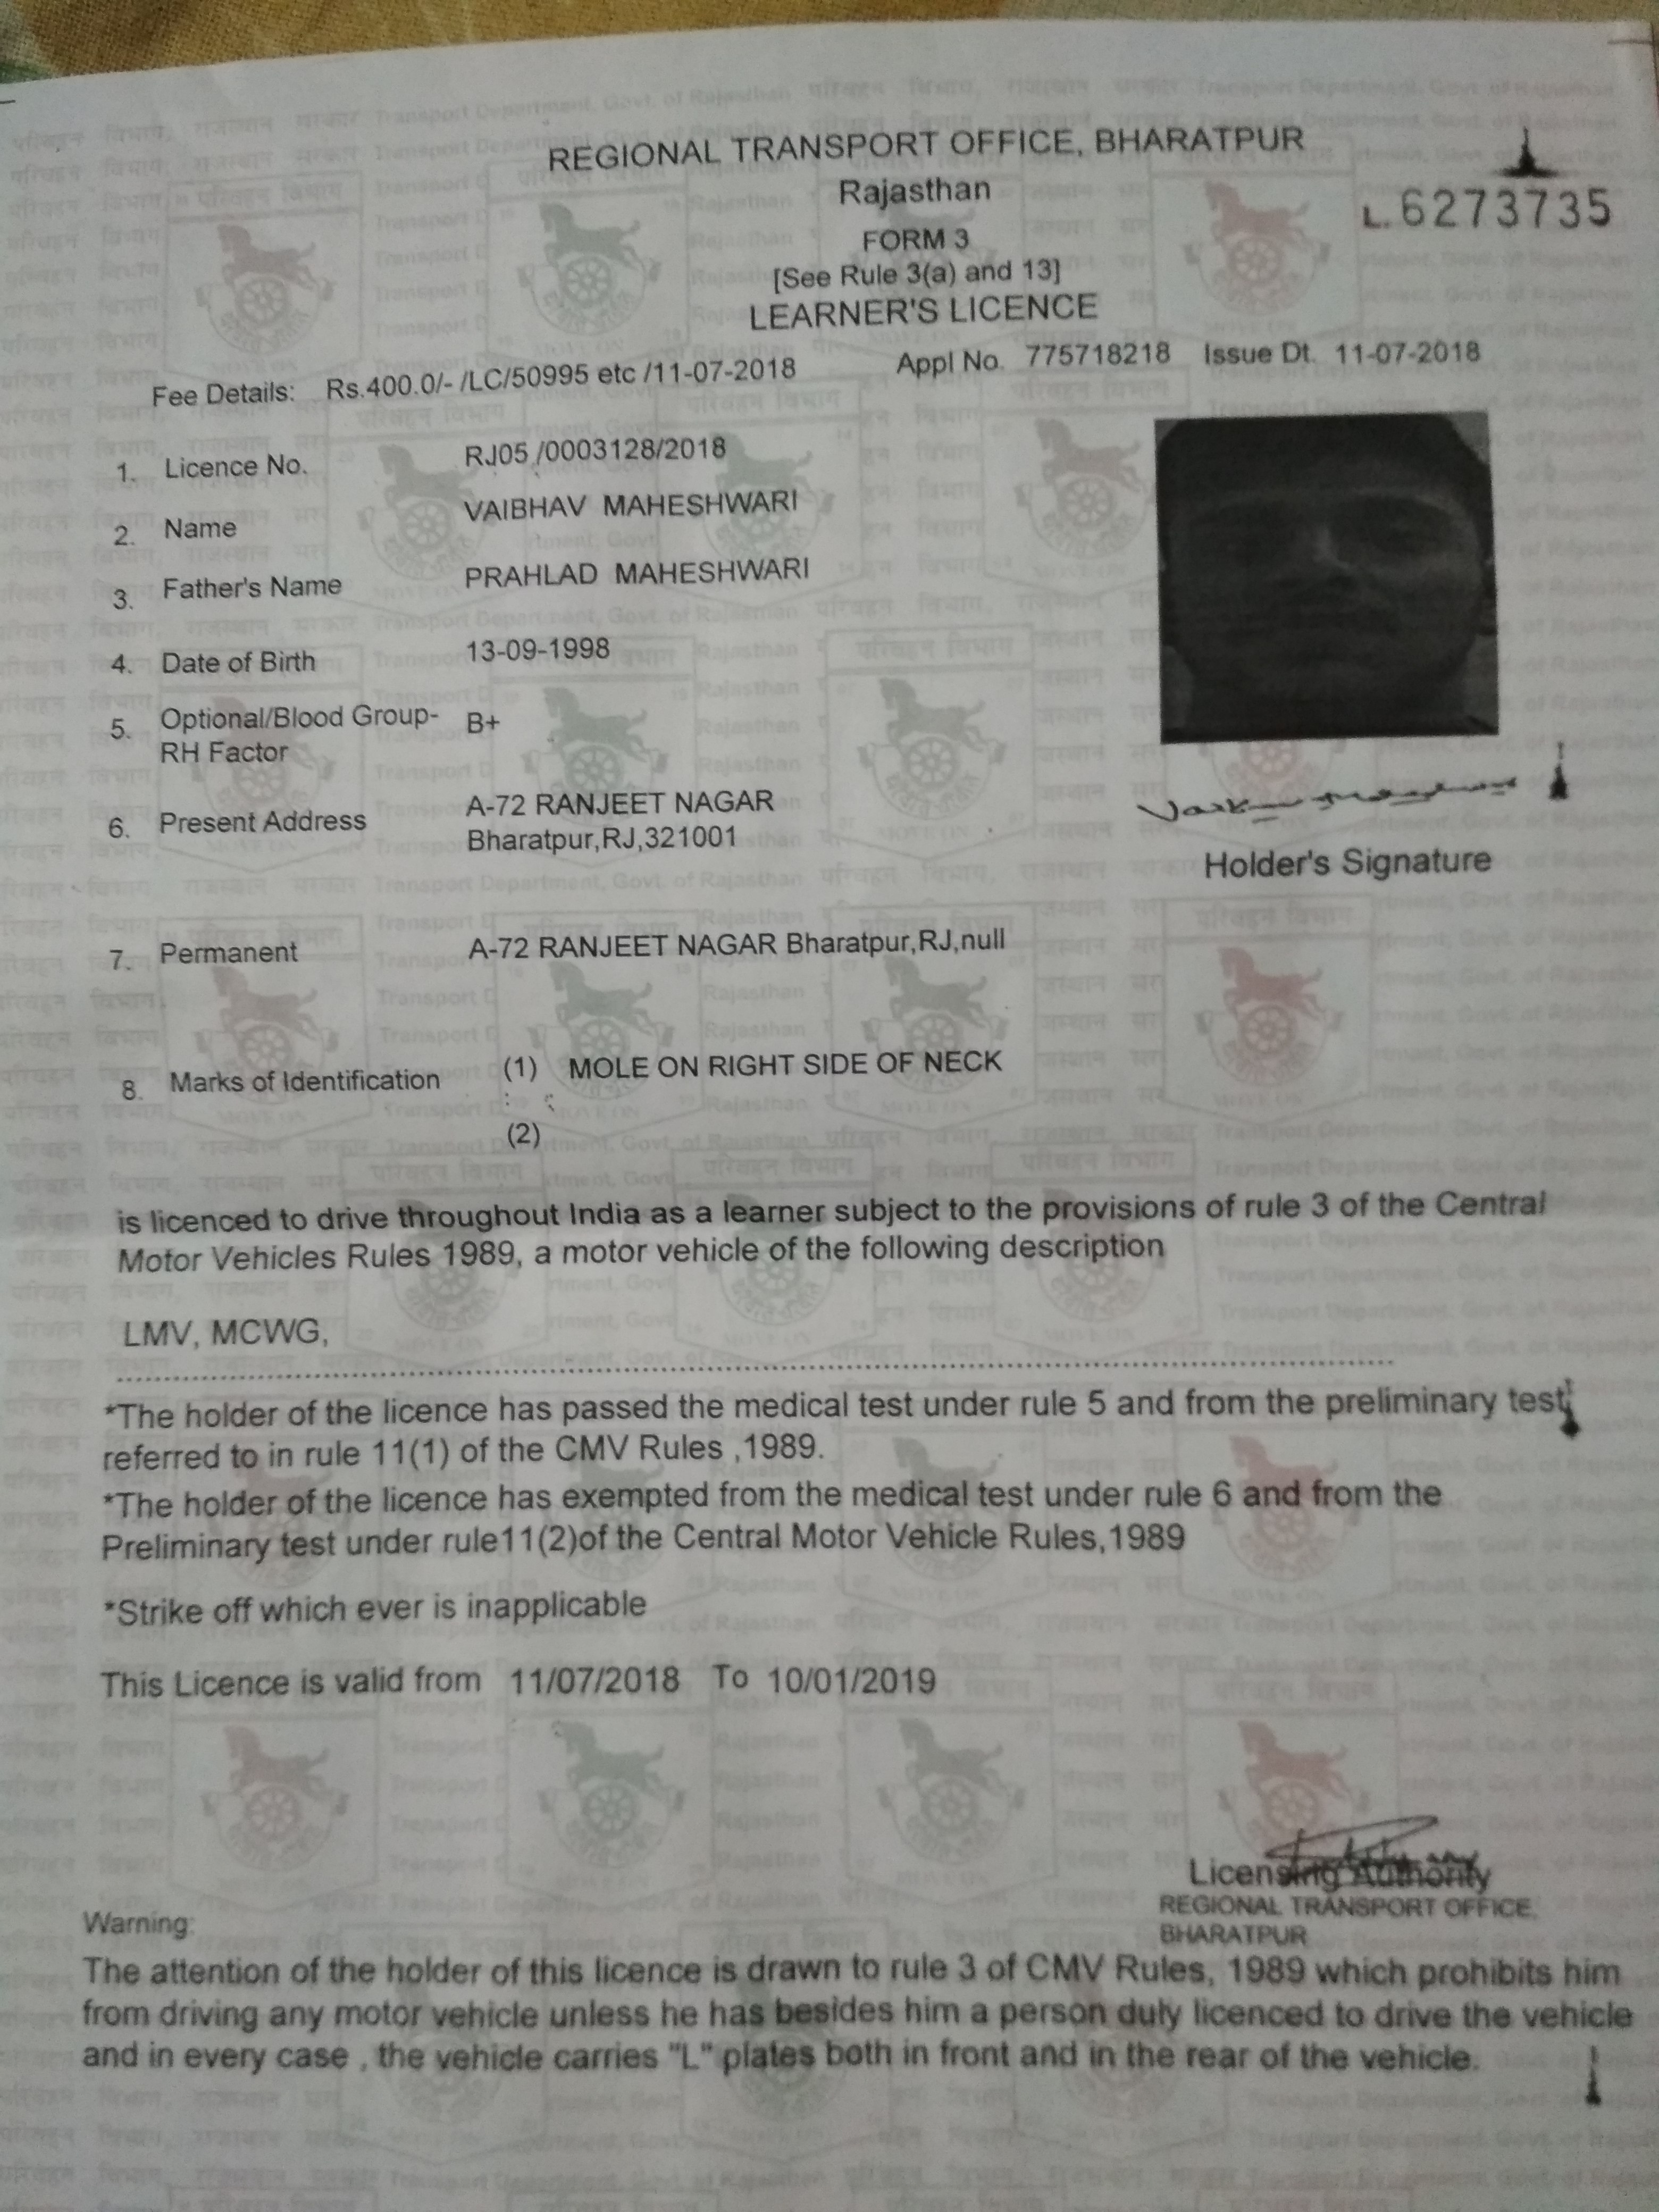 REGIONAL TRANSPORT OFFICE, BHARATPUR
Rajasthan
L.6273735
FORM 3
[See Rule 3(a) and 13]
LEARNER'S LICENCE
Fee Details: Rs.400.0/- /LC/50995 etc /11-07-2018 Appl No. 775718218 Issue Dt. 11-07-2018
1. Licence No. RJ05 /0003128/2018
2. Name VAIBHAV MAHESHWARI
3. Father's Name PRAHLAD MAHESHWARI
4. Date of Birth 13-09-1998
5. Optional/Blood Group- B+
RH Factor
6. Present Address A-72 RANJEET NAGAR
Bharatpur,RJ,321001
Holder's Signature
7. Permanent A-72 RANJEET NAGAR Bharatpur,RJ,null
8. Marks of Identification (1) MOLE ON RIGHT SIDE OF NECK
(2)
is licenced to drive throughout India as a learner subject to the provisions of rule 3 of the Central
Motor Vehicles Rules 1989, a motor vehicle of the following description
LMV, MCWG,
*The holder of the licence has passed the medical test under rule 5 and from the preliminary test
referred to in rule 11(1) of the CMV Rules ,1989.
*The holder of the licence has exempted from the medical test under rule 6 and from the
Preliminary test under rule11(2)of the Central Motor Vehicle Rules,1989
*Strike off which ever is inapplicable
This Licence is valid from 11/07/2018 To 10/01/2019
Licensing Authority
REGIONAL TRANSPORT OFFICE,
BHARATPUR
Warning:
The attention of the holder of this licence is drawn to rule 3 of CMV Rules, 1989 which prohibits him
from driving any motor vehicle unless he has besides him a person duly licenced to drive the vehicle
and in every case , the vehicle carries "L" plates both in front and in the rear of the vehicle.